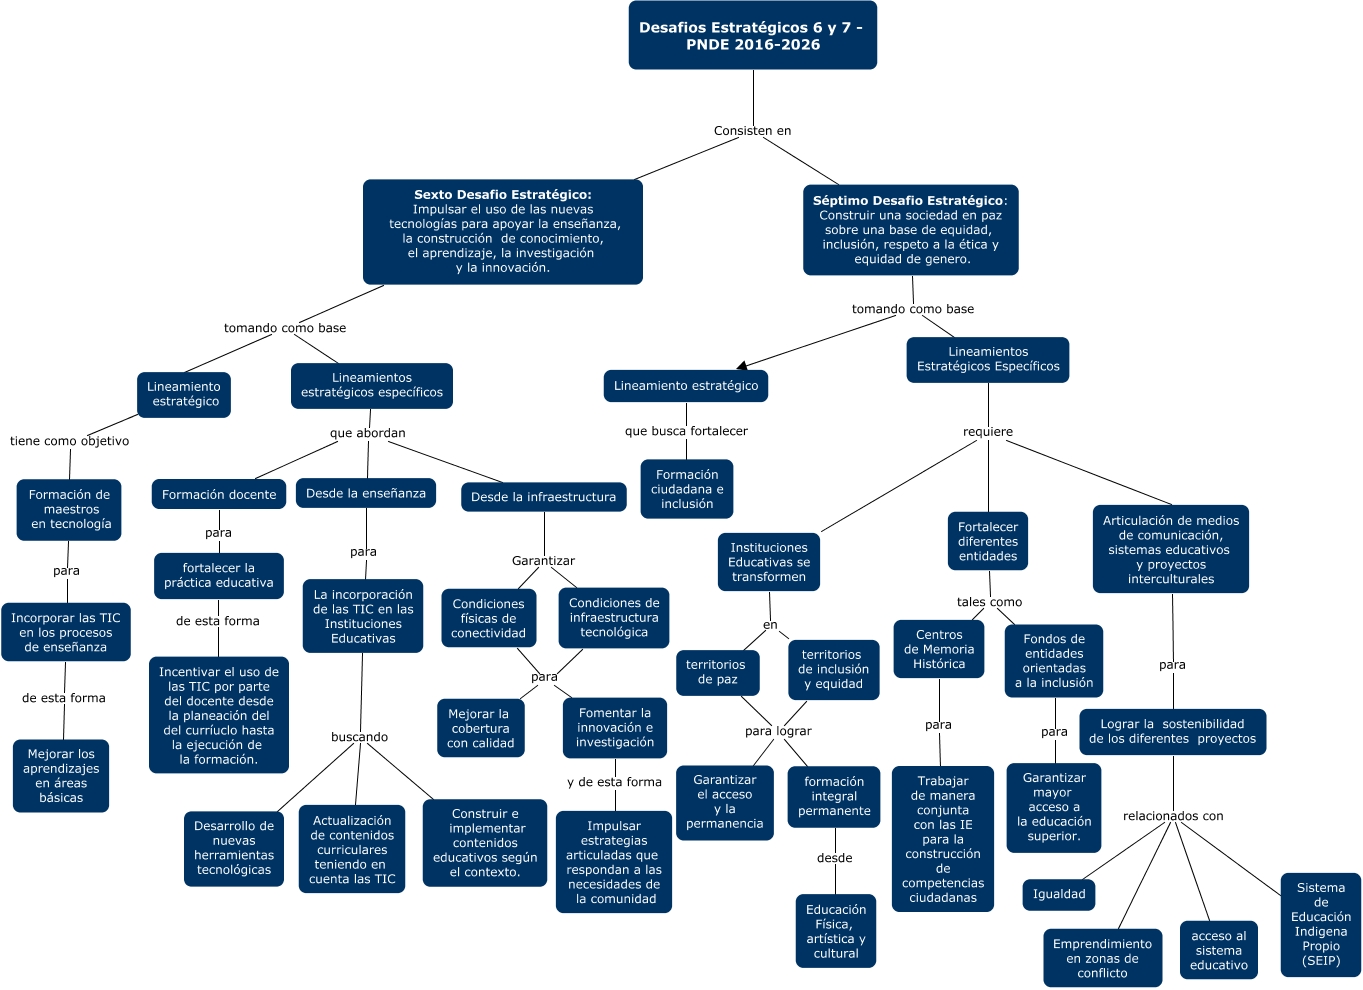 Desafios Estratégicos 6 y 7 -
PNDE 2016-2026
Consisten en
Sexto Desafio Estratégico:
Impulsar el uso de las nuevas
tecnologías para apoyar la enseñanza,
la construcción  de conocimiento,
el aprendizaje, la investigación
y la innovación.
Séptimo Desafio Estratégico:
Construir una sociedad en paz
sobre una base de equidad,
inclusión, respeto a la ética y
equidad de genero.
tomando como base
Lineamiento
estratégico
tiene como objetivo
Formación de
maestros
en tecnología
para
Incorporar las TIC
en los procesos
de enseñanza
de esta forma
Mejorar los
aprendizajes
en áreas
básicas
Lineamientos
estratégicos específicos
que abordan
Formación docente
para
fortalecer la
práctica educativa
de esta forma
Incentivar el uso de
las TIC por parte
del docente desde
la planeación del
del curríuclo hasta
la ejecución de
la formación.
Desde la enseñanza
para
La incorporación
de las TIC en las
Instituciones
Educativas
buscando
Desarrollo de
nuevas
herramientas
tecnológicas
Actualización
de contenidos
curriculares
teniendo en
cuenta las TIC
Construir e
implementar
contenidos
educativos según
el contexto.
Desde la infraestructura
Garantizar
Condiciones
físicas de
conectividad
Condiciones de
infraestructura
tecnológica
para
Mejorar la
cobertura
con calidad
Fomentar la
innovación e
investigación
y de esta forma
Impulsar
estrategias
articuladas que
respondan a las
necesidades de
la comunidad
tomando como base
Lineamiento estratégico
que busca fortalecer
Formación
ciudadana e
inclusión
Lineamientos
Estratégicos Específicos
requiere
Instituciones
Educativas se
transformen
en
territorios
de paz
territorios
de inclusión
y equidad
para lograr
Garantizar
el acceso
y la
permanencia
formación
integral
permanente
desde
Educación
Física,
artística y
cultural
Fortalecer
diferentes
entidades
tales como
Centros
de Memoria
Histórica
para
Trabajar
de manera
conjunta
con las IE
para la
construcción
de
competencias
ciudadanas
Fondos de
entidades
orientadas
a la inclusión
para
Garantizar
mayor
acceso a
la educación
superior.
Articulación de medios
de comunicación,
sistemas educativos
y proyectos
interculturales
para
Lograr la  sostenibilidad
de los diferentes  proyectos
relacionados con
Igualdad
Emprendimiento
en zonas de
conflicto
acceso al
sistema
educativo
Sistema
de
Educación
Indigena
Propio
(SEIP)